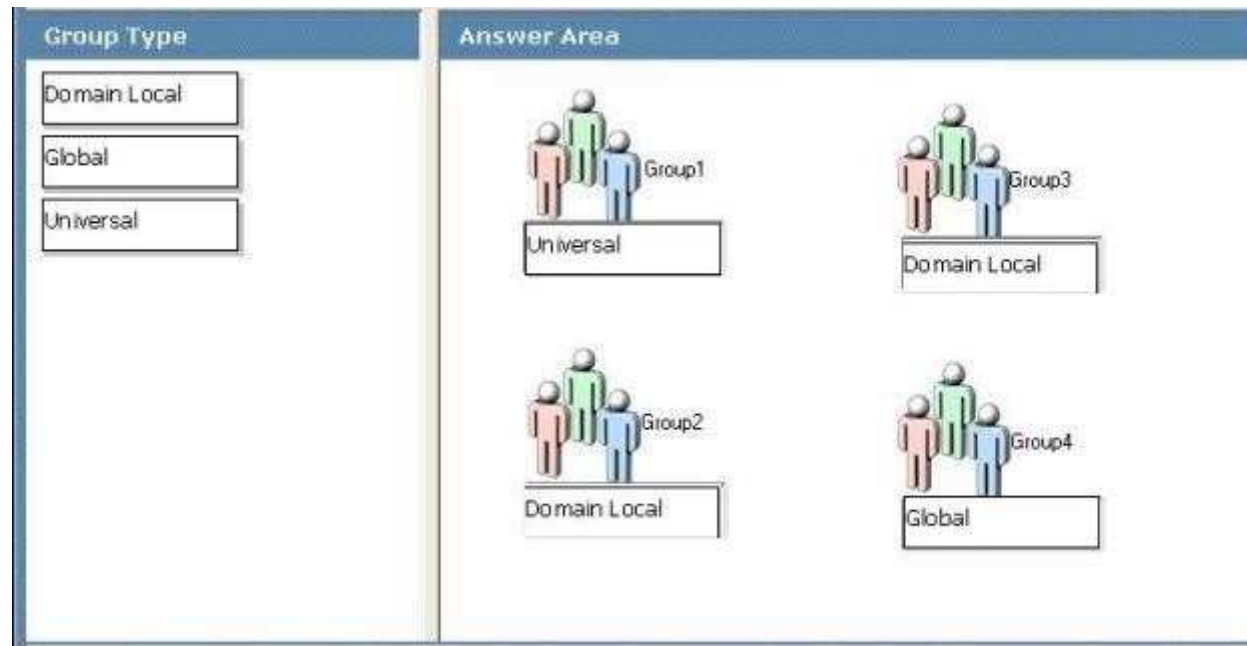 Group Type
Answer Area
Domain Local
Global
Universal
Group1
Universal
Group3
Domain Local
Group2
Domain Local
Group4
Global